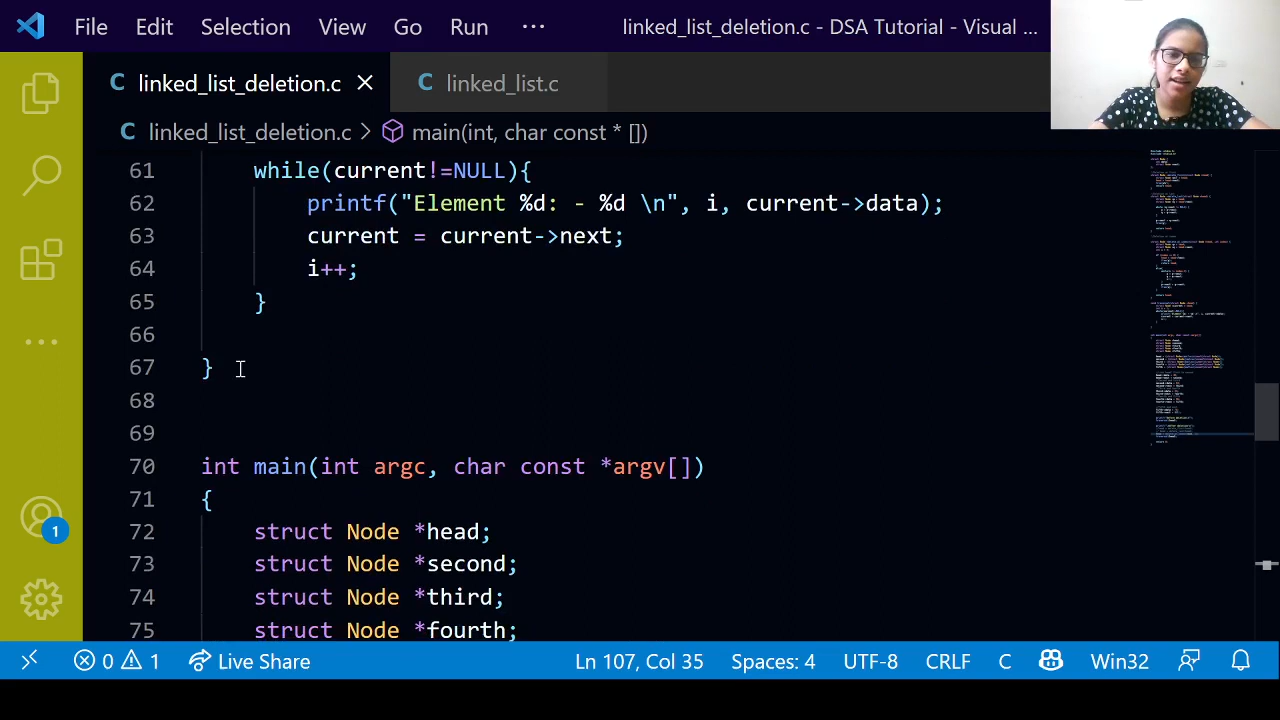 File Edit Selection View Go Run ··· linked_list_deletion.c - DSA Tutorial - Visual ...
C linked_list_deletion.c × C linked_list.c
C linked_list_deletion.c > main(int, char const * [])
61 while(current!=NULL){
62 printf("Element %d: - %d \n", i, current->data);
63 current = current->next;
64 i++;
65 }
66
67 }
68
69
70 int main(int argc, char const *argv[])
71 {
72 struct Node *head;
73 struct Node *second;
74 struct Node *third;
75 struct Node *fourth;
1
0 1 Live Share Ln 107, Col 35 Spaces: 4 UTF-8 CRLF C Win32